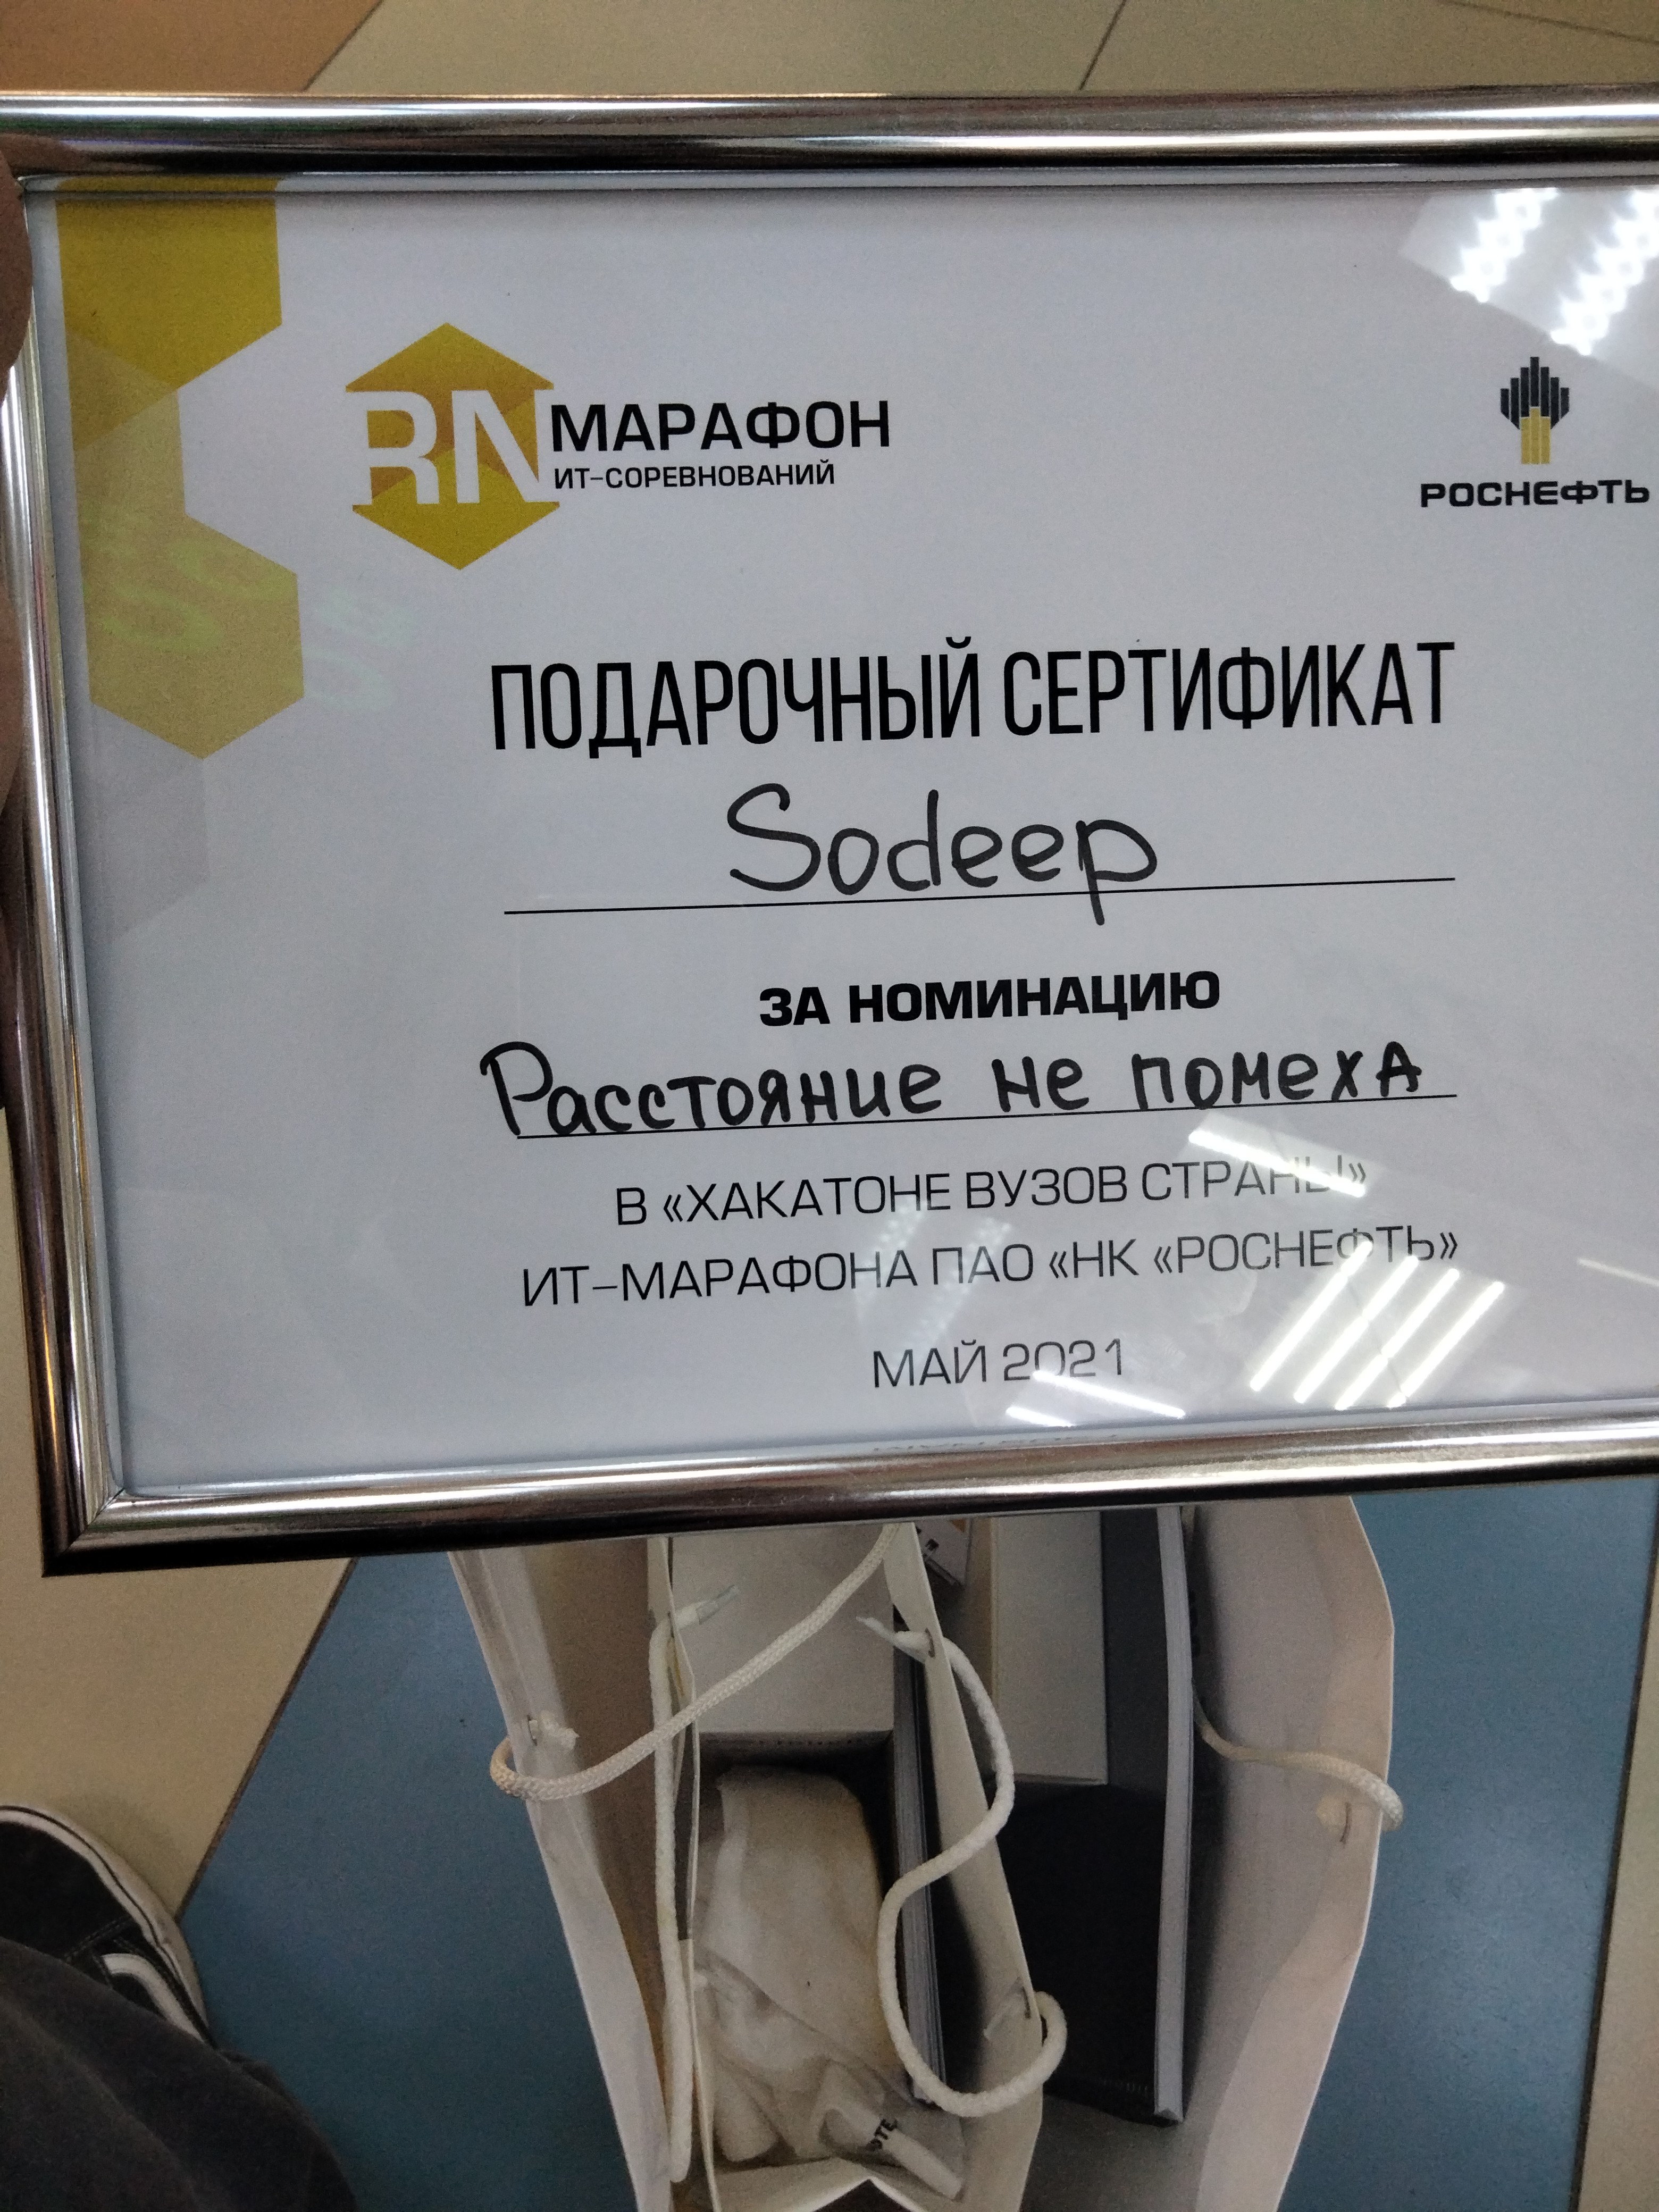 RN МАРАФОН
ИТ-СОРЕВНОВАНИЙ
РОСНЕФТЬ
ПОДАРОЧНЫЙ СЕРТИФИКАТ
Sodeep
ЗА НОМИНАЦИЮ
Расстояние не помеха
В «ХАКАТОНЕ ВУЗОВ СТРАНЫ»
ИТ-МАРАФОНА ПАО «НК «РОСНЕФТЬ»
МАЙ 2021